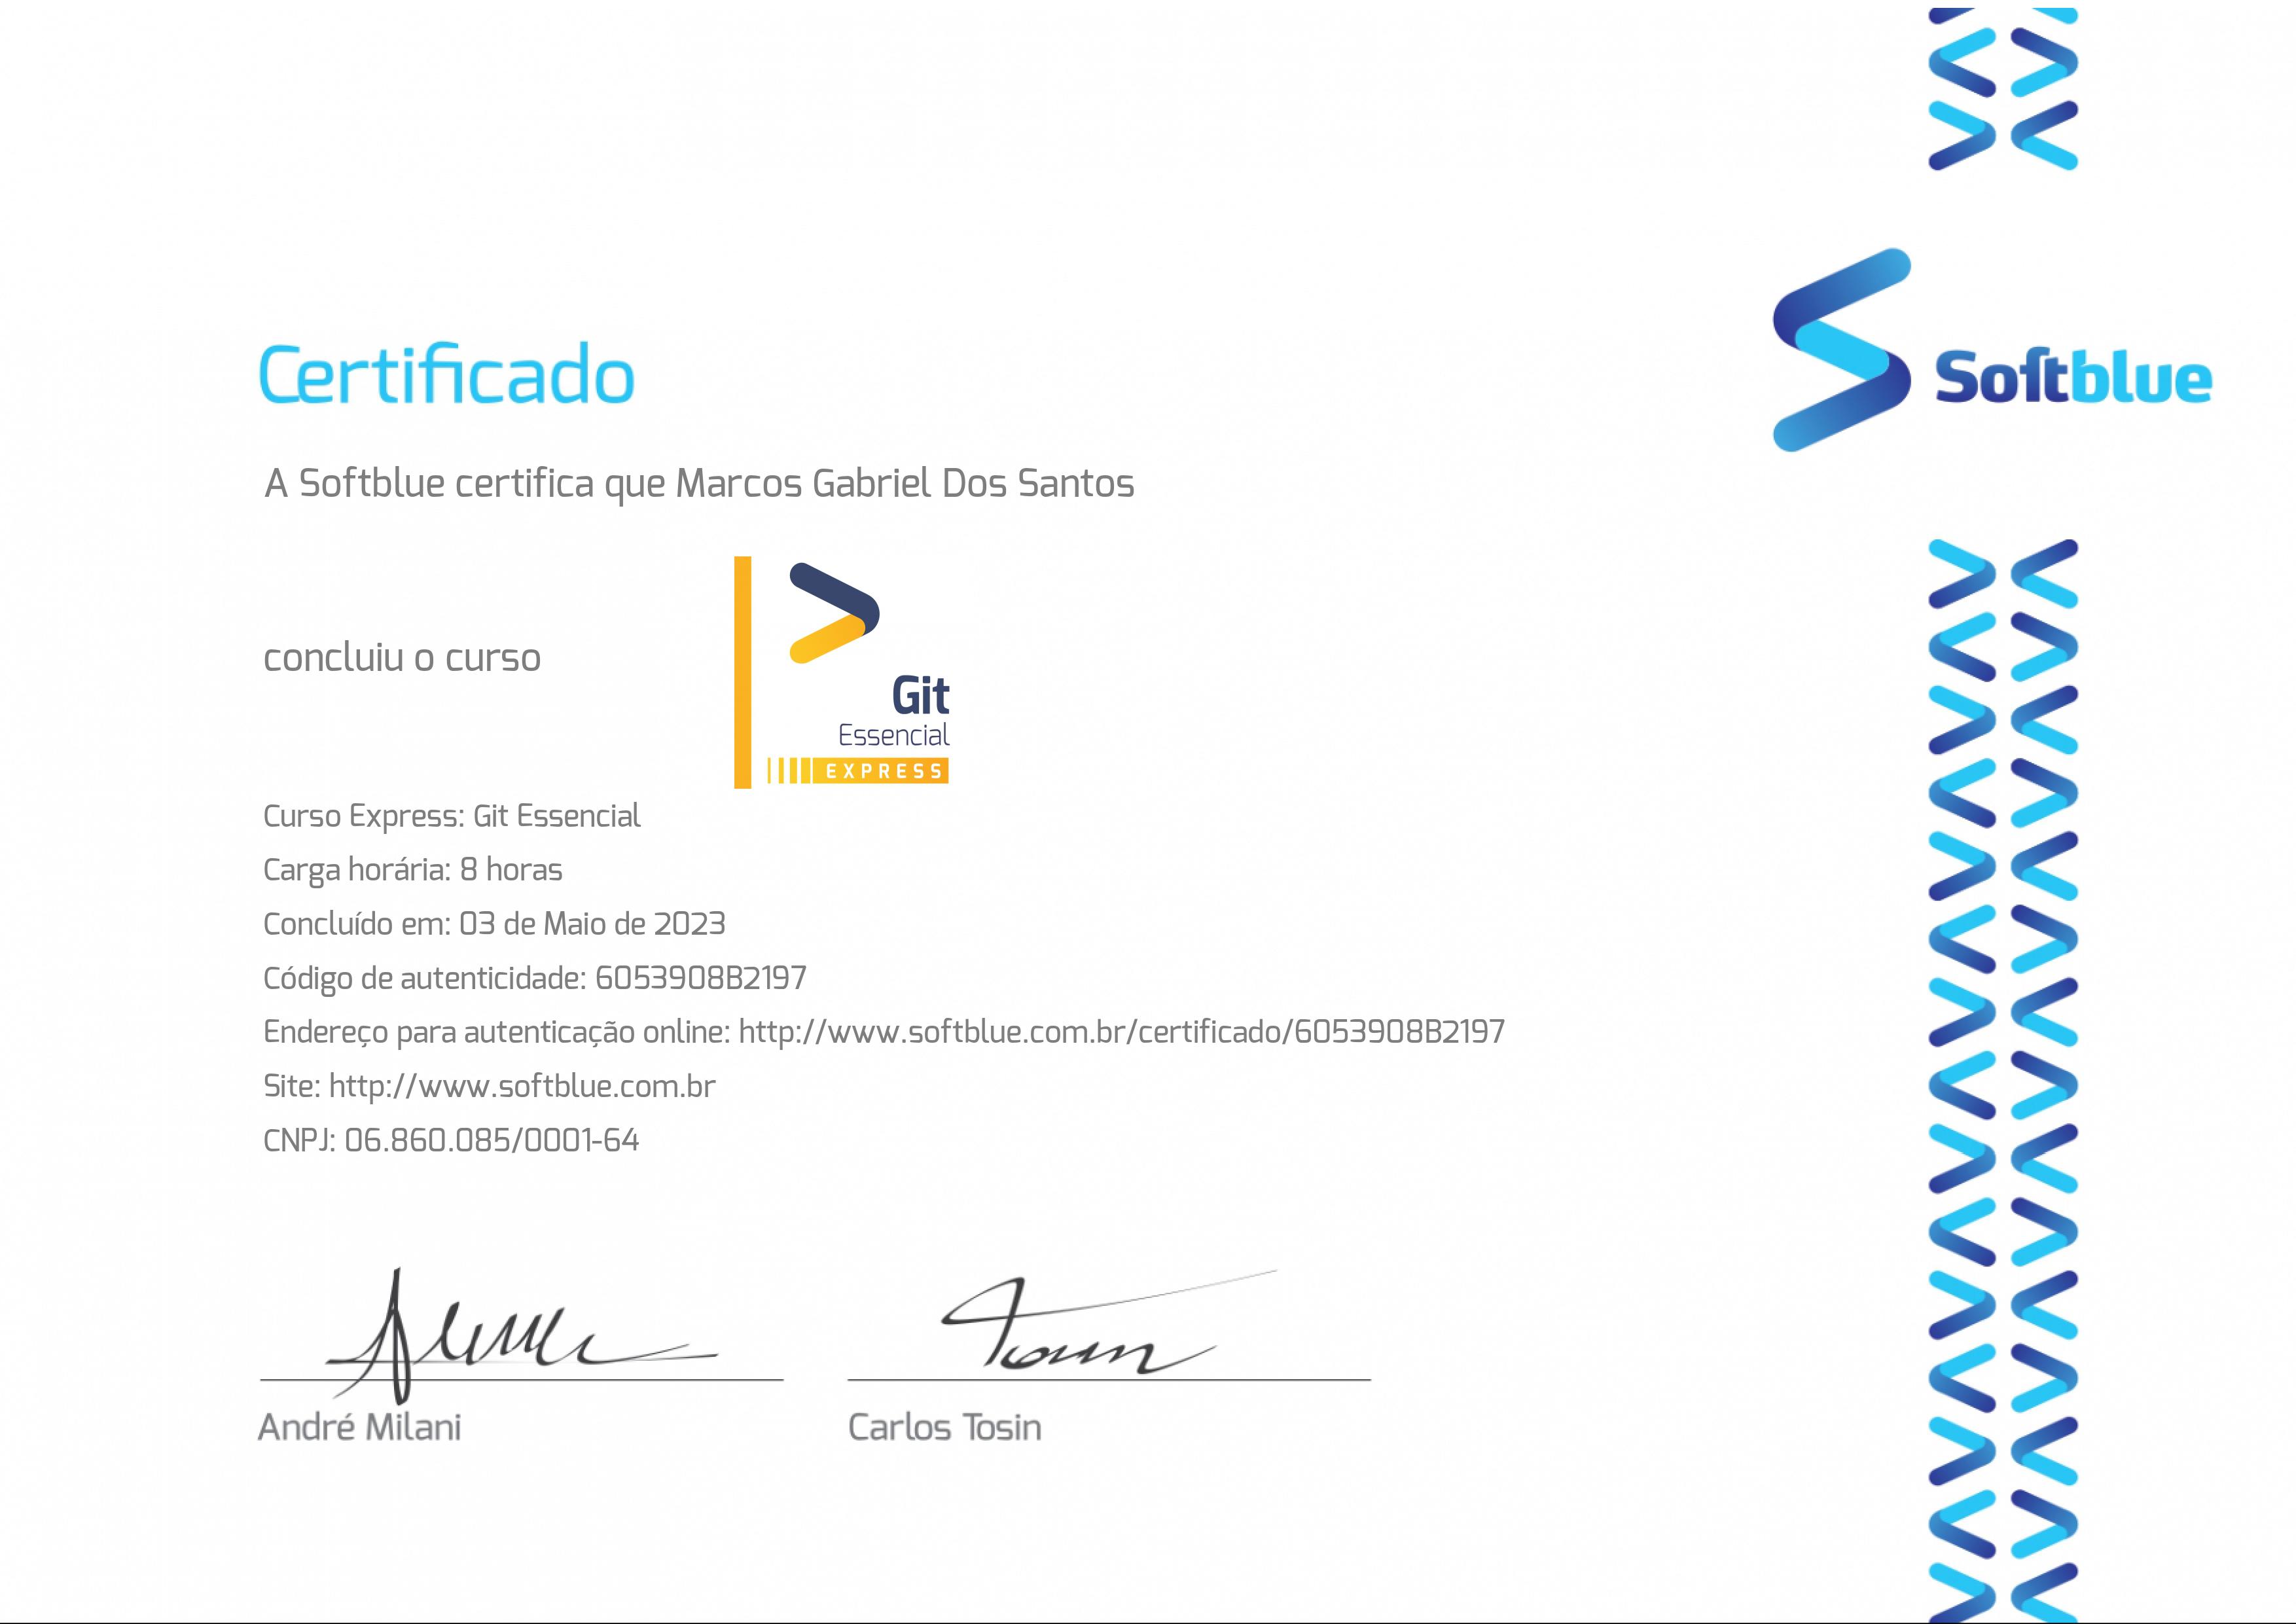 Certificado
Softblue
A Softblue certifica que Marcos Gabriel Dos Santos
concluiu o curso
Git
Essencial
EXPRESS
Curso Express: Git Essencial
Carga horária: 8 horas
Concluído em: 03 de Maio de 2023
Código de autenticidade: 6053908B2197
Endereço para autenticação online: http://www.softblue.com.br/certificado/6053908B2197
Site: http://www.softblue.com.br
CNPJ: 06.860.085/0001-64
André Milani
Carlos Tosin